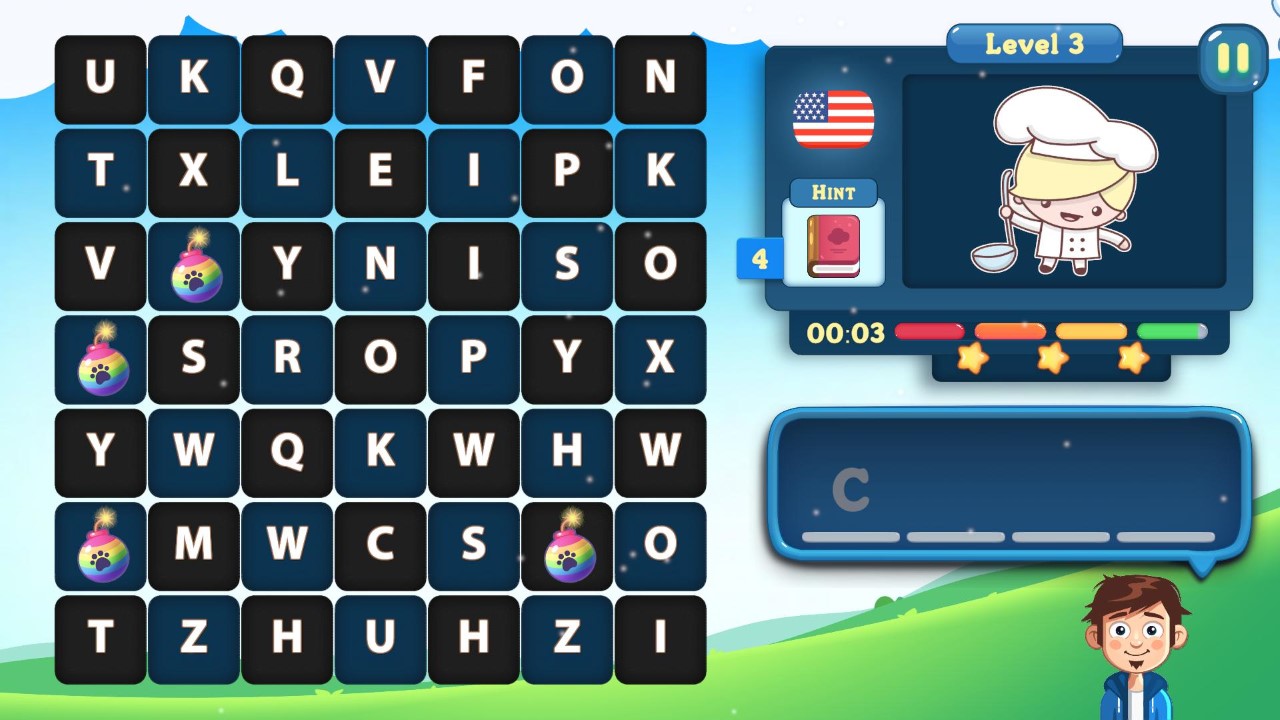 Level 3
U K Q V F O N
T X L E I P K
HINT
V Y N I S O
4
S R O P Y X
00:03
Y W Q K W H W
C
M W C S O
T Z H U H Z I